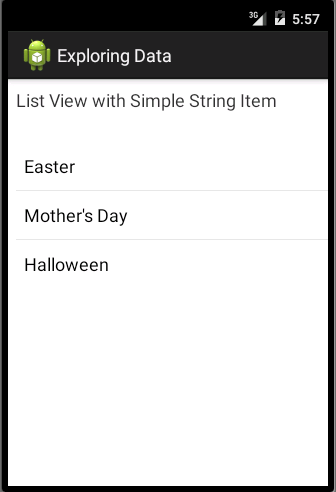 3G 5:57
Exploring Data
List View with Simple String Item
Easter
Mother's Day
Halloween